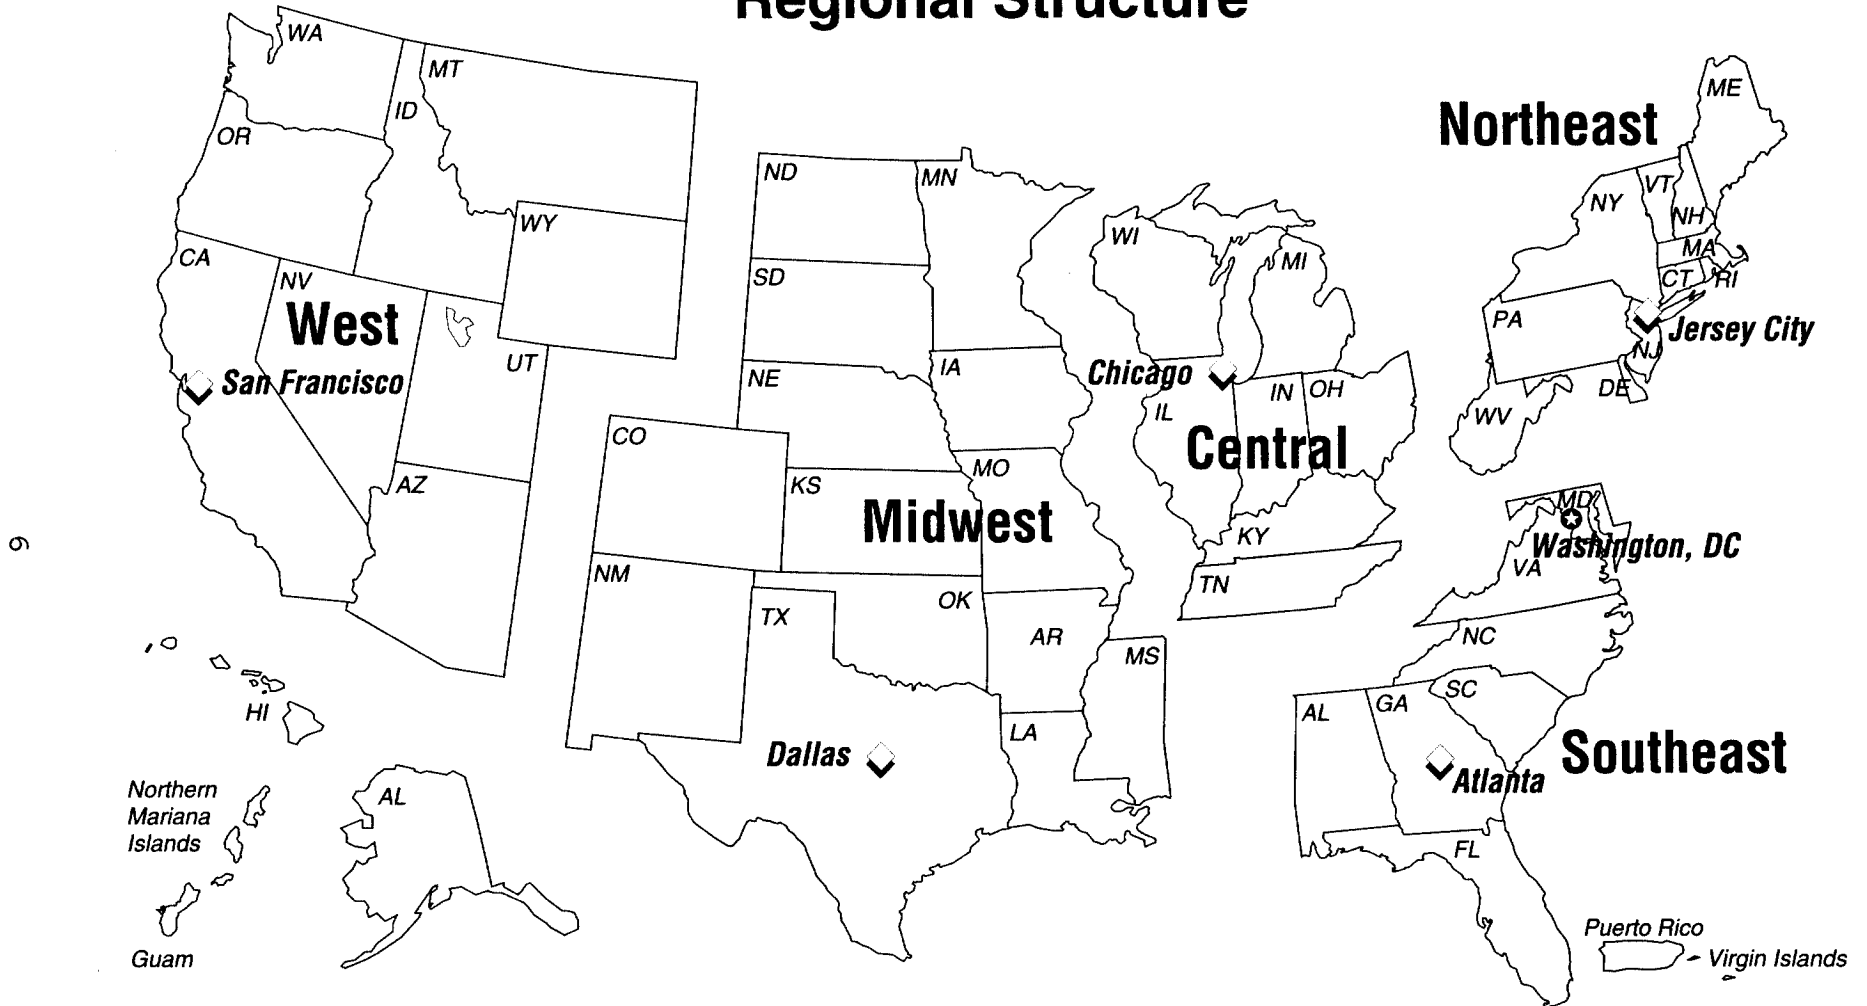 Regional Structure
WA
MT
ID
OR
WY
CA
NV
West
UT
San Francisco
AZ
HI
Northern
Mariana
Islands
Guam
AL
ND
MN
SD
NE
IA
CO
KS
MO
Midwest
NM
OK
TX
AR
MS
LA
Dallas
WI
MI
Chicago
IL
IN
OH
Central
KY
TN
Northeast
ME
VT
NY
NH
MA
CT
RI
PA
Jersey City
NJ
DE
WV
MD
Washington, DC
VA
NC
SC
AL
GA
Southeast
Atlanta
FL
Puerto Rico
Virgin Islands
6